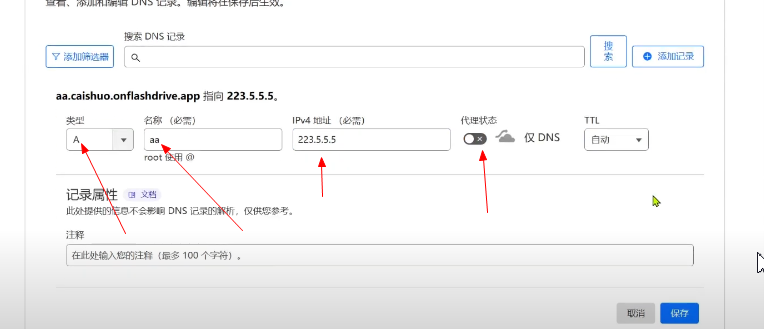 查看、添加和编辑 DNS 记录。编辑将在保存后生效。
搜索 DNS 记录
添加筛选器
搜索
添加记录
aa.caishuo.onflashdrive.app 指向 223.5.5.5。
类型 名称 （必需） IPv4 地址 （必需） 代理状态 TTL
A aa 223.5.5.5 仅 DNS 自动
root 使用 @
记录属性 文档
此处提供的信息不会影响 DNS 记录的解析，仅供您参考。
注释
在此处输入您的注释（最多 100 个字符）。
取消 保存